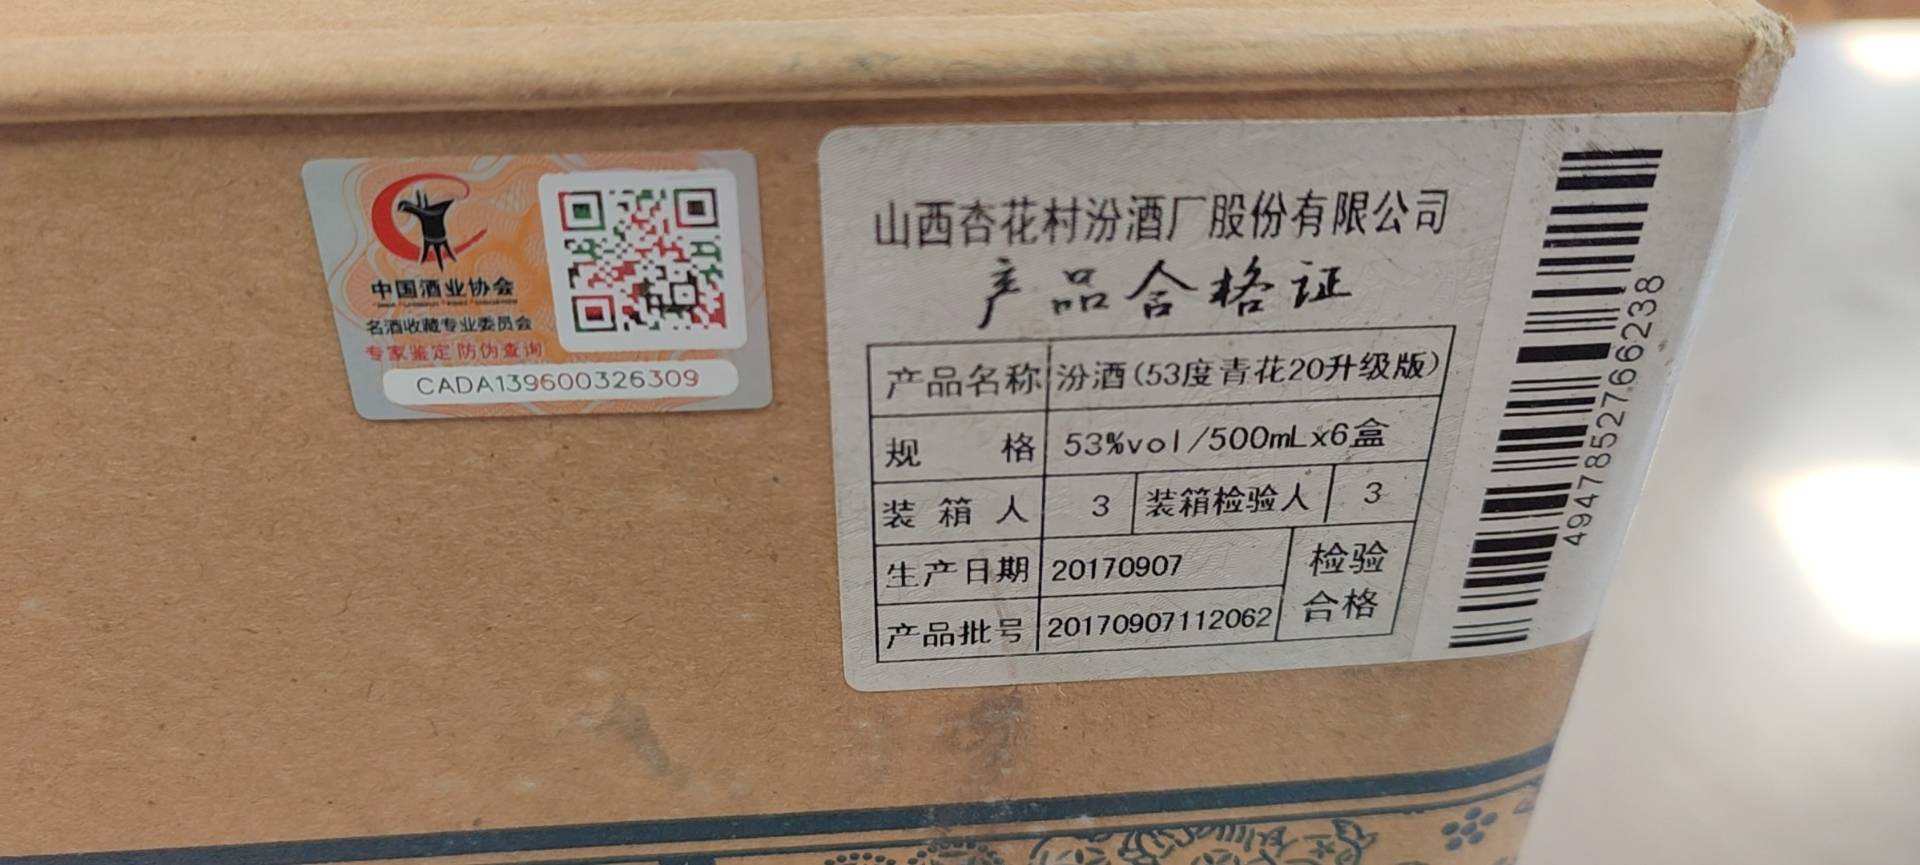 中国酒业协会
名酒收藏专业委员会
专家鉴定 防伪查询
CADA139600326309
山西杏花村汾酒厂股份有限公司
产品合格证
产品名称 汾酒(53度青花20升级版)
规 格 53%vol/500mLx6盒
装箱人 3 装箱检验人 3
生产日期 20170907 检验
产品批号 20170907112062 合格
4947852766238